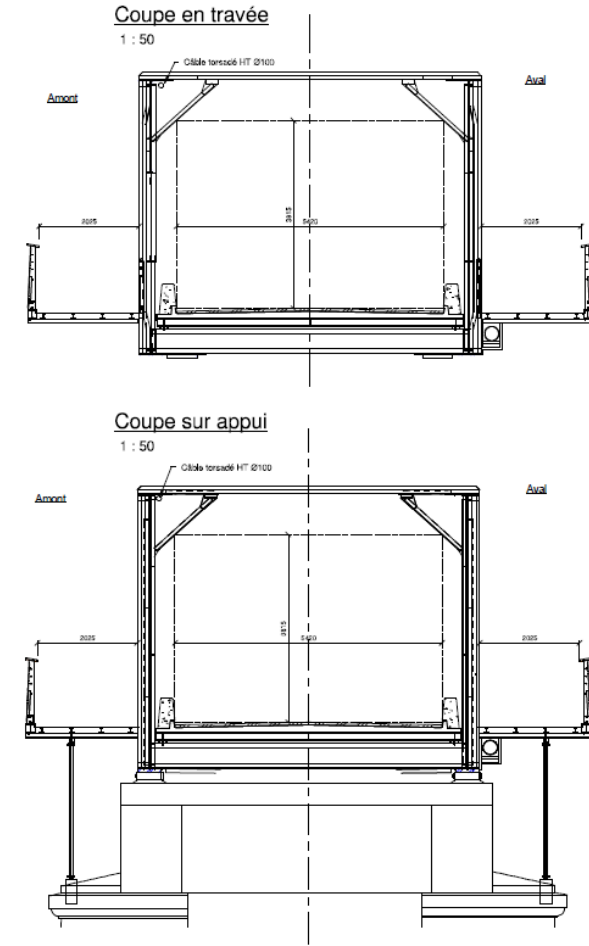 Coupe en travée
1 : 50
Câble torsadé HT Ø100
Amont
Aval
2025
5420
2025
3815
Coupe sur appui
1 : 50
Câble torsadé HT Ø100
Amont
Aval
2025
5420
2025
3815